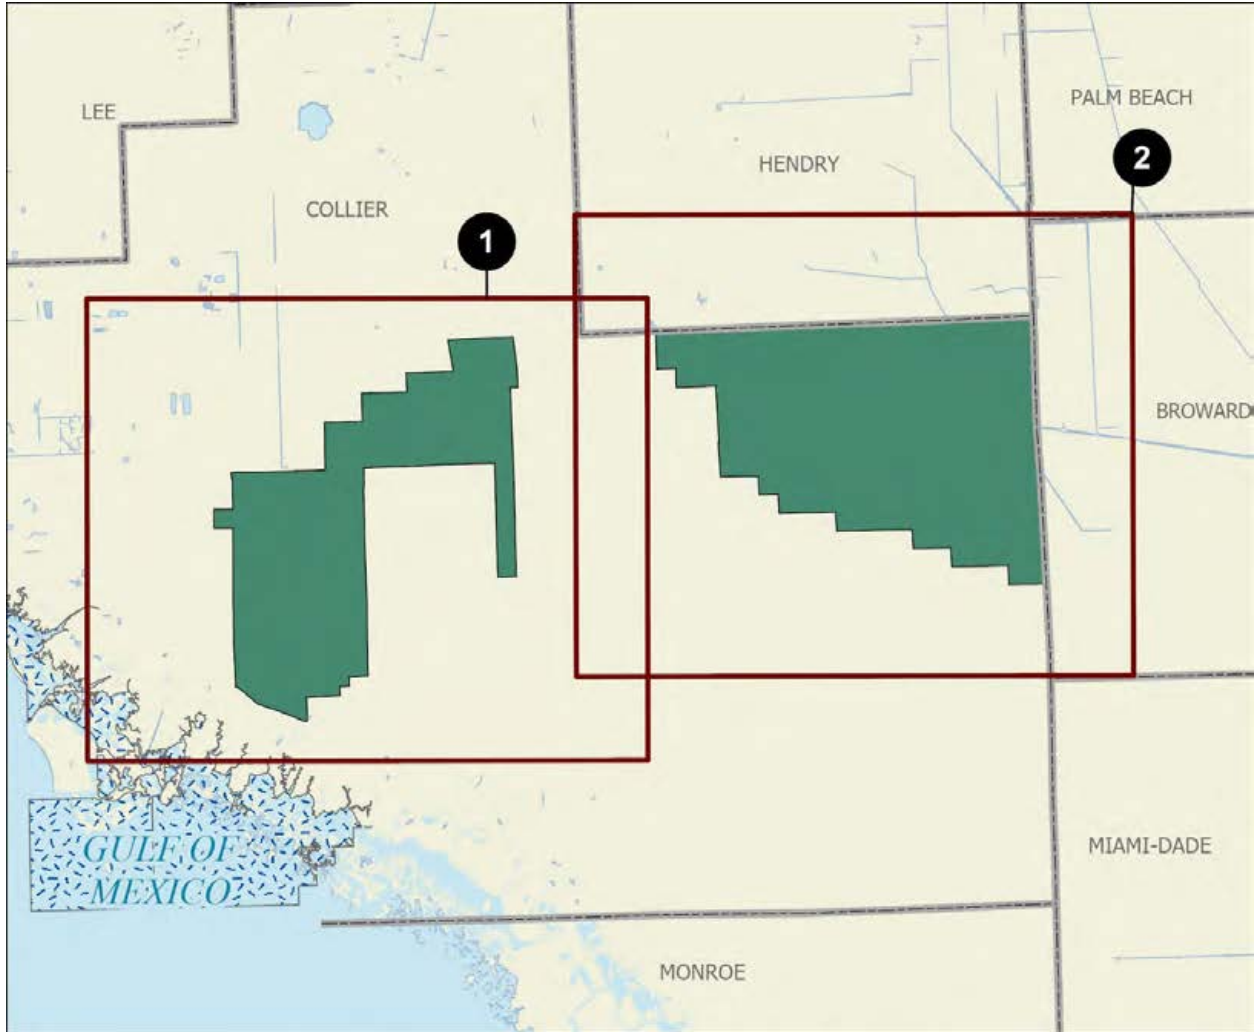 PALM BEACH
LEE
2
HENDRY
COLLIER
1
BROWARD
GULF OF
MEXICO
MIAMI-DADE
MONROE